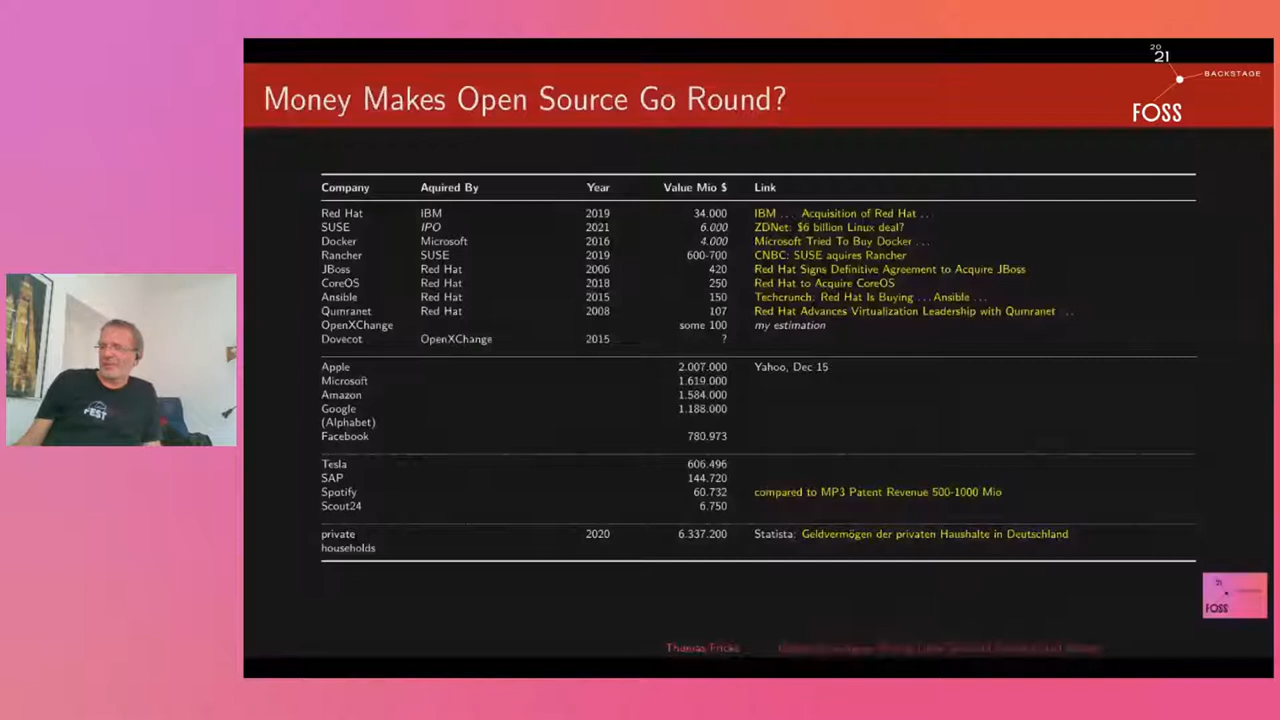 20
21
BACKSTAGE
FOSS
Money Makes Open Source Go Round?
Company Aquired By Year Value Mio $ Link
Red Hat IBM 2019 34.000 IBM ... Acquisition of Red Hat ...
SUSE IPO 2021 6.000 ZDNet: $6 billion Linux deal?
Docker Microsoft 2016 4.000 Microsoft Tried To Buy Docker ...
Rancher SUSE 2019 600-700 CNBC: SUSE aquires Rancher
JBoss Red Hat 2006 420 Red Hat Signs Definitive Agreement to Acquire JBoss
CoreOS Red Hat 2018 250 Red Hat to Acquire CoreOS
Ansible Red Hat 2015 150 Techcrunch: Red Hat Is Buying ... Ansible ...
Qumranet Red Hat 2008 107 Red Hat Advances Virtualization Leadership with Qumranet ...
OpenXChange some 100 my estimation
Dovecot OpenXChange 2015 ?
Apple 2.007.000 Yahoo, Dec 15
Microsoft 1.619.000
Amazon 1.584.000
Google 1.188.000
(Alphabet)
Facebook 780.973
Tesla 606.496
SAP 144.720
Spotify 60.732 compared to MP3 Patent Revenue 500-1000 Mio
Scout24 6.750
private 2020 6.337.200 Statista: Geldvermögen der privaten Haushalte in Deutschland
households
21
FOSS
Thomas Fricke